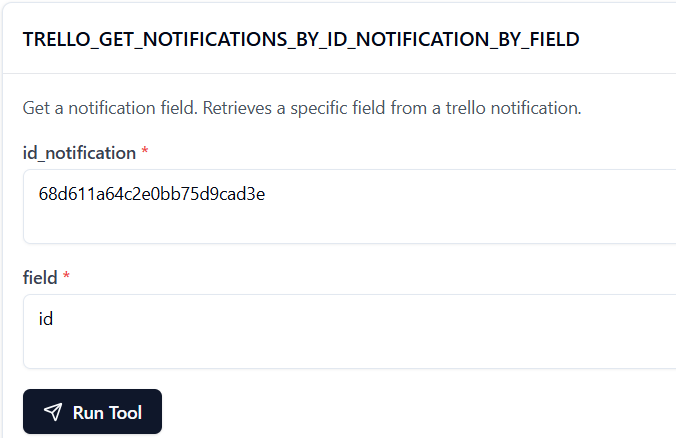 TRELLO_GET_NOTIFICATIONS_BY_ID_NOTIFICATION_BY_FIELD
Get a notification field. Retrieves a specific field from a trello notification.
id_notification *
68d611a64c2e0bb75d9cad3e
field *
id
Run Tool